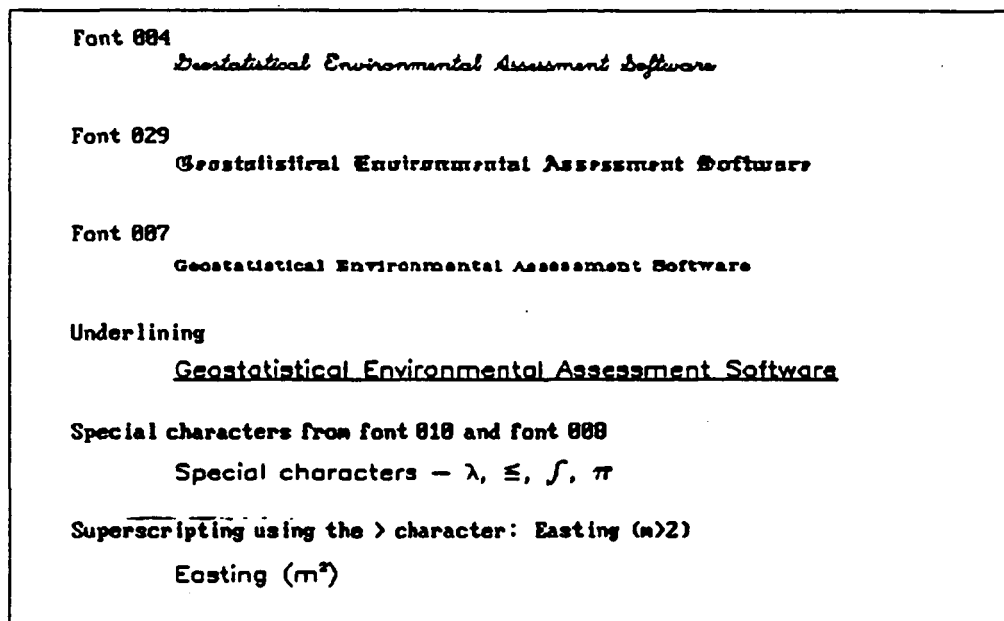 Font 004
Geostatistical Environmental Assessment Software
Font 029
Geostatistical Environmental Assessment Software
Font 007
Geostatistical Environmental Assessment Software
Underlining
Geostatistical Environmental Assessment Software
Special characters from font 010 and font 008
Special characters – λ, ≦, ∫, π
Superscripting using the > character: Easting (m>2)
Easting (m²)